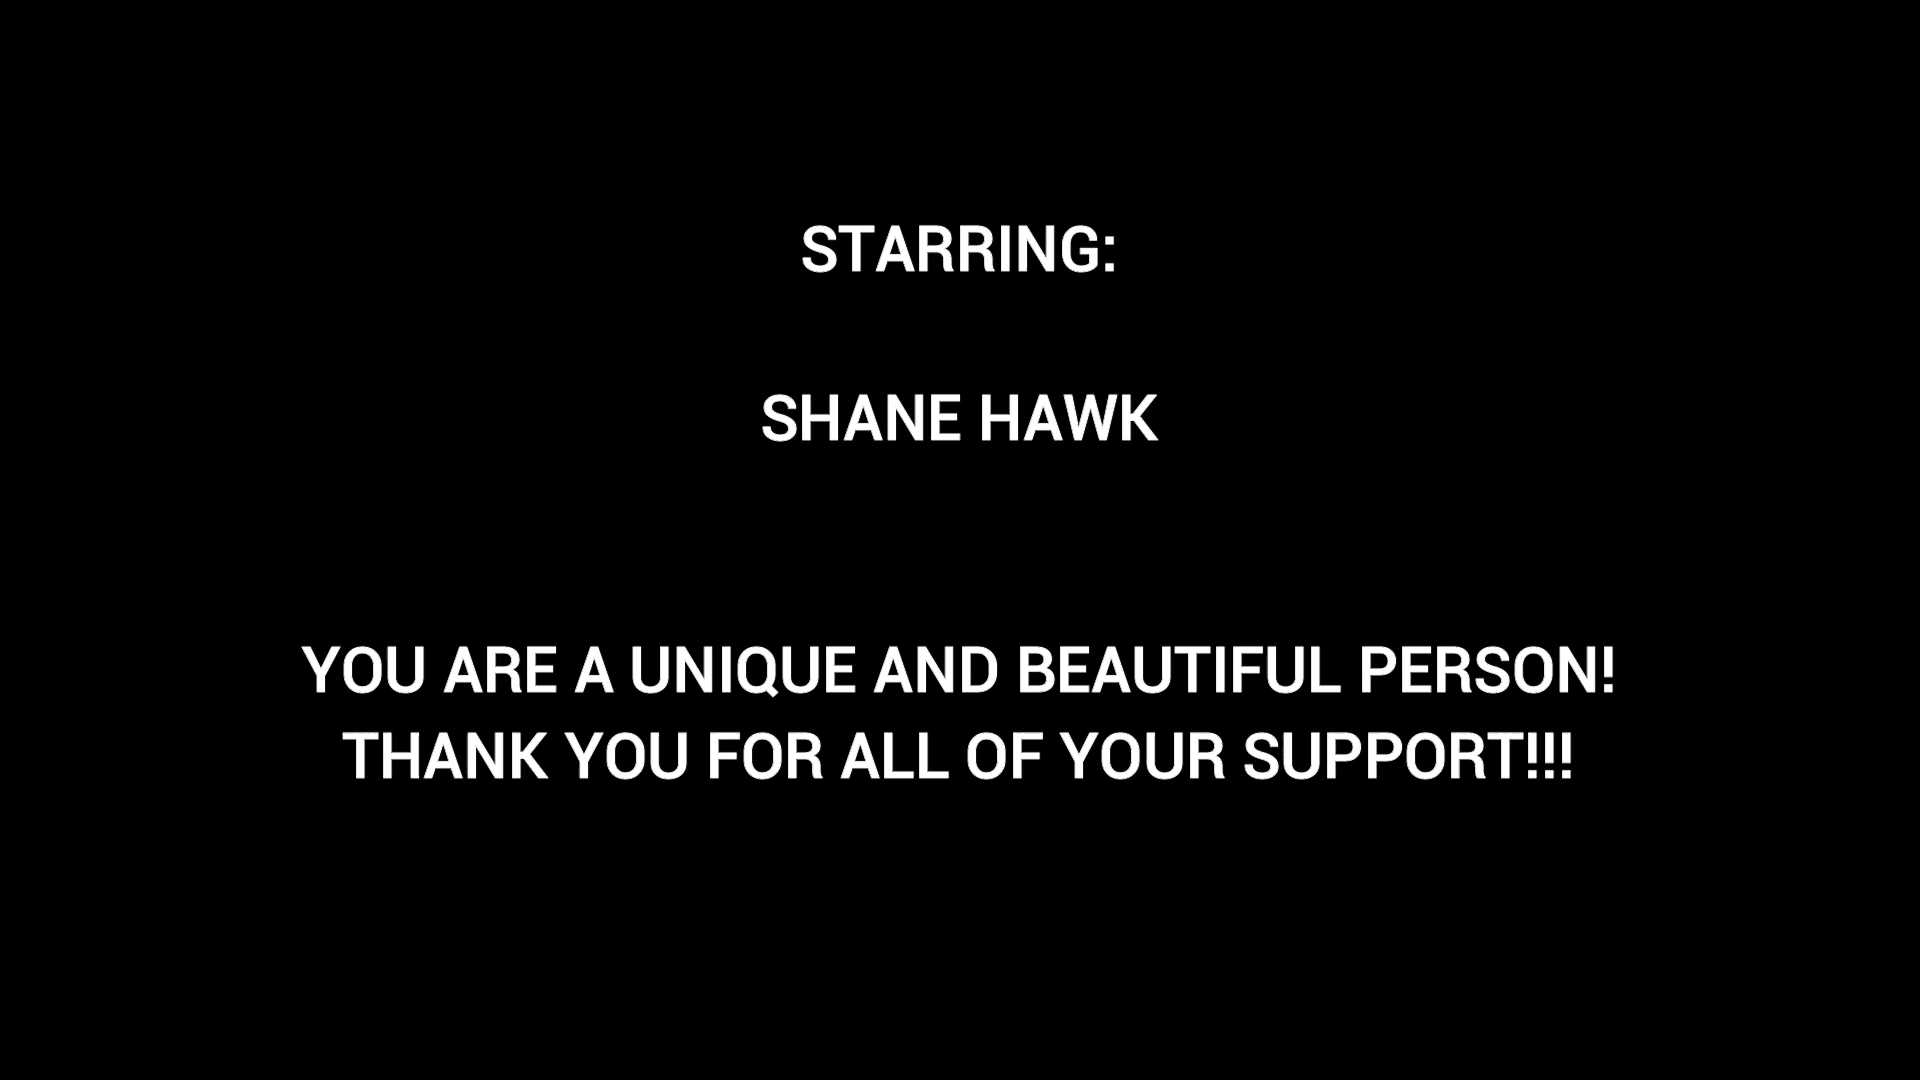 STARRING:
SHANE HAWK
YOU ARE A UNIQUE AND BEAUTIFUL PERSON!
THANK YOU FOR ALL OF YOUR SUPPORT!!!